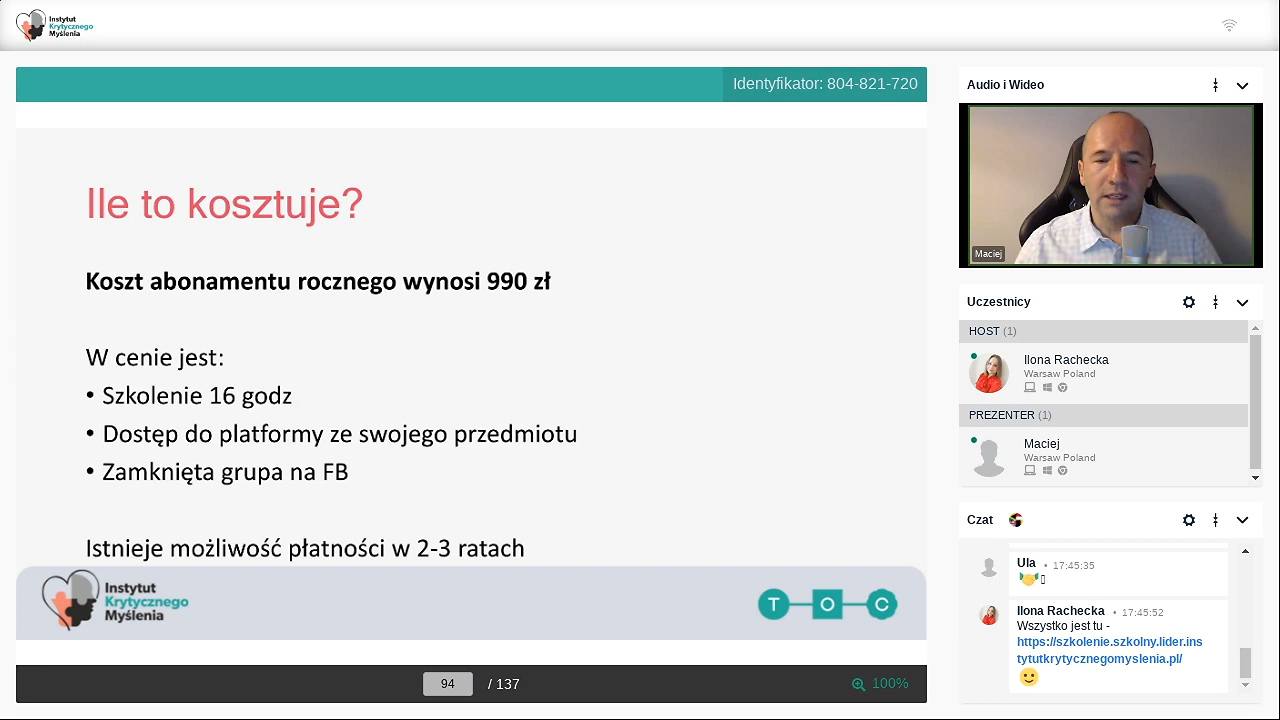 Instytut
Krytycznego
Myślenia
Identyfikator: 804-821-720
Ile to kosztuje?
Koszt abonamentu rocznego wynosi 990 zł
W cenie jest:
• Szkolenie 16 godz
• Dostęp do platformy ze swojego przedmiotu
• Zamknięta grupa na FB
Istnieje możliwość płatności w 2-3 ratach
Instytut
Krytycznego
Myślenia
T O C
94 / 137
100%
Audio i Wideo
Maciej
Uczestnicy
HOST (1)
Ilona Rachecka
Warsaw Poland
PREZENTER (1)
Maciej
Warsaw Poland
Czat
Ula • 17:45:35
Ilona Rachecka • 17:45:52
Wszystko jest tu -
https://szkolenie.szkolny.lider.ins
tytutkrytycznegomyslenia.pl/